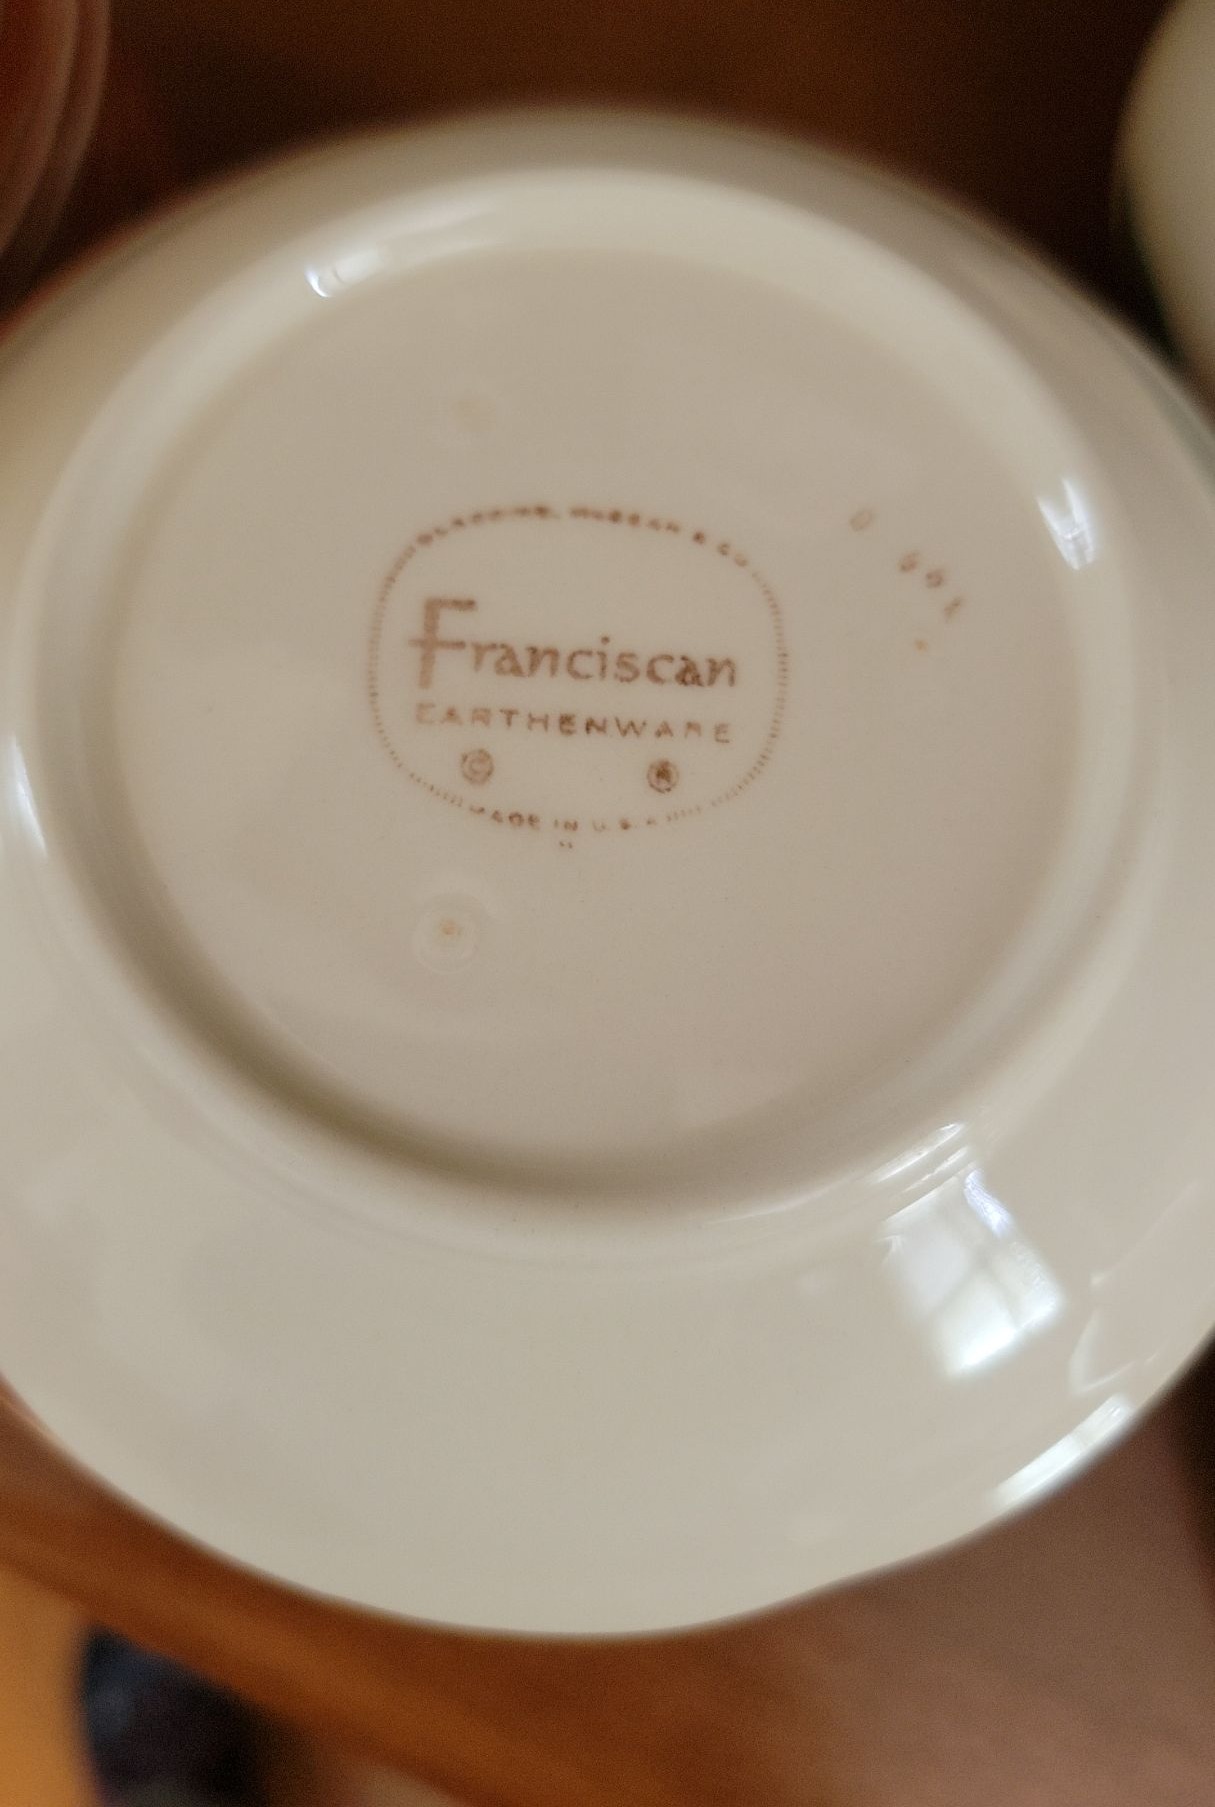 GLADDING, McBEAN & CO
Franciscan
EARTHENWARE
© ®
MADE IN U.S.A